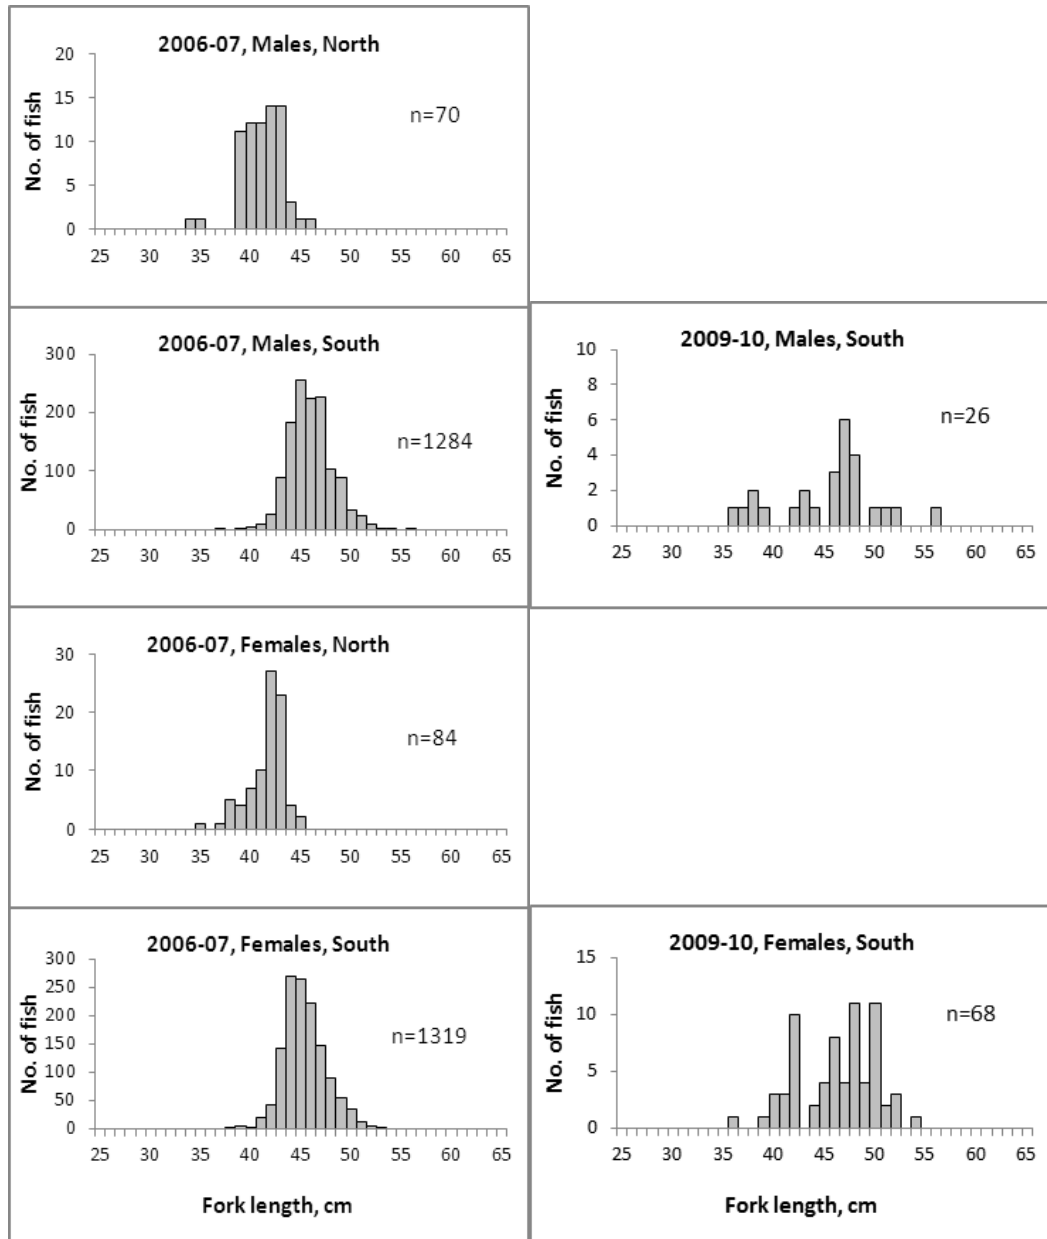 2006-07, Males, North
No. of fish
20
15
10
5
0
n=70
25 30 35 40 45 50 55 60 65
2006-07, Males, South
No. of fish
300
200
100
0
n=1284
25 30 35 40 45 50 55 60 65
2009-10, Males, South
No. of fish
10
8
6
4
2
0
n=26
25 30 35 40 45 50 55 60 65
2006-07, Females, North
No. of fish
30
20
10
0
n=84
25 30 35 40 45 50 55 60 65
2006-07, Females, South
No. of fish
300
250
200
150
100
50
0
n=1319
25 30 35 40 45 50 55 60 65
Fork length, cm
2009-10, Females, South
No. of fish
15
10
5
0
n=68
25 30 35 40 45 50 55 60 65
Fork length, cm